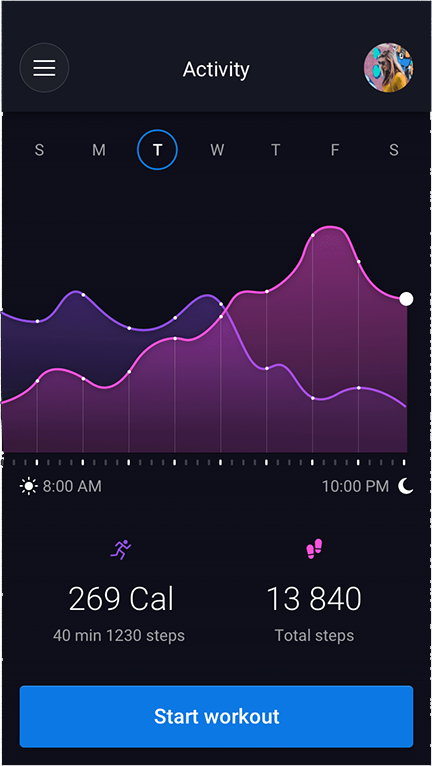 Activity
S M T W T F S
8:00 AM 10:00 PM
269 Cal 13 840
40 min 1230 steps Total steps
Start workout